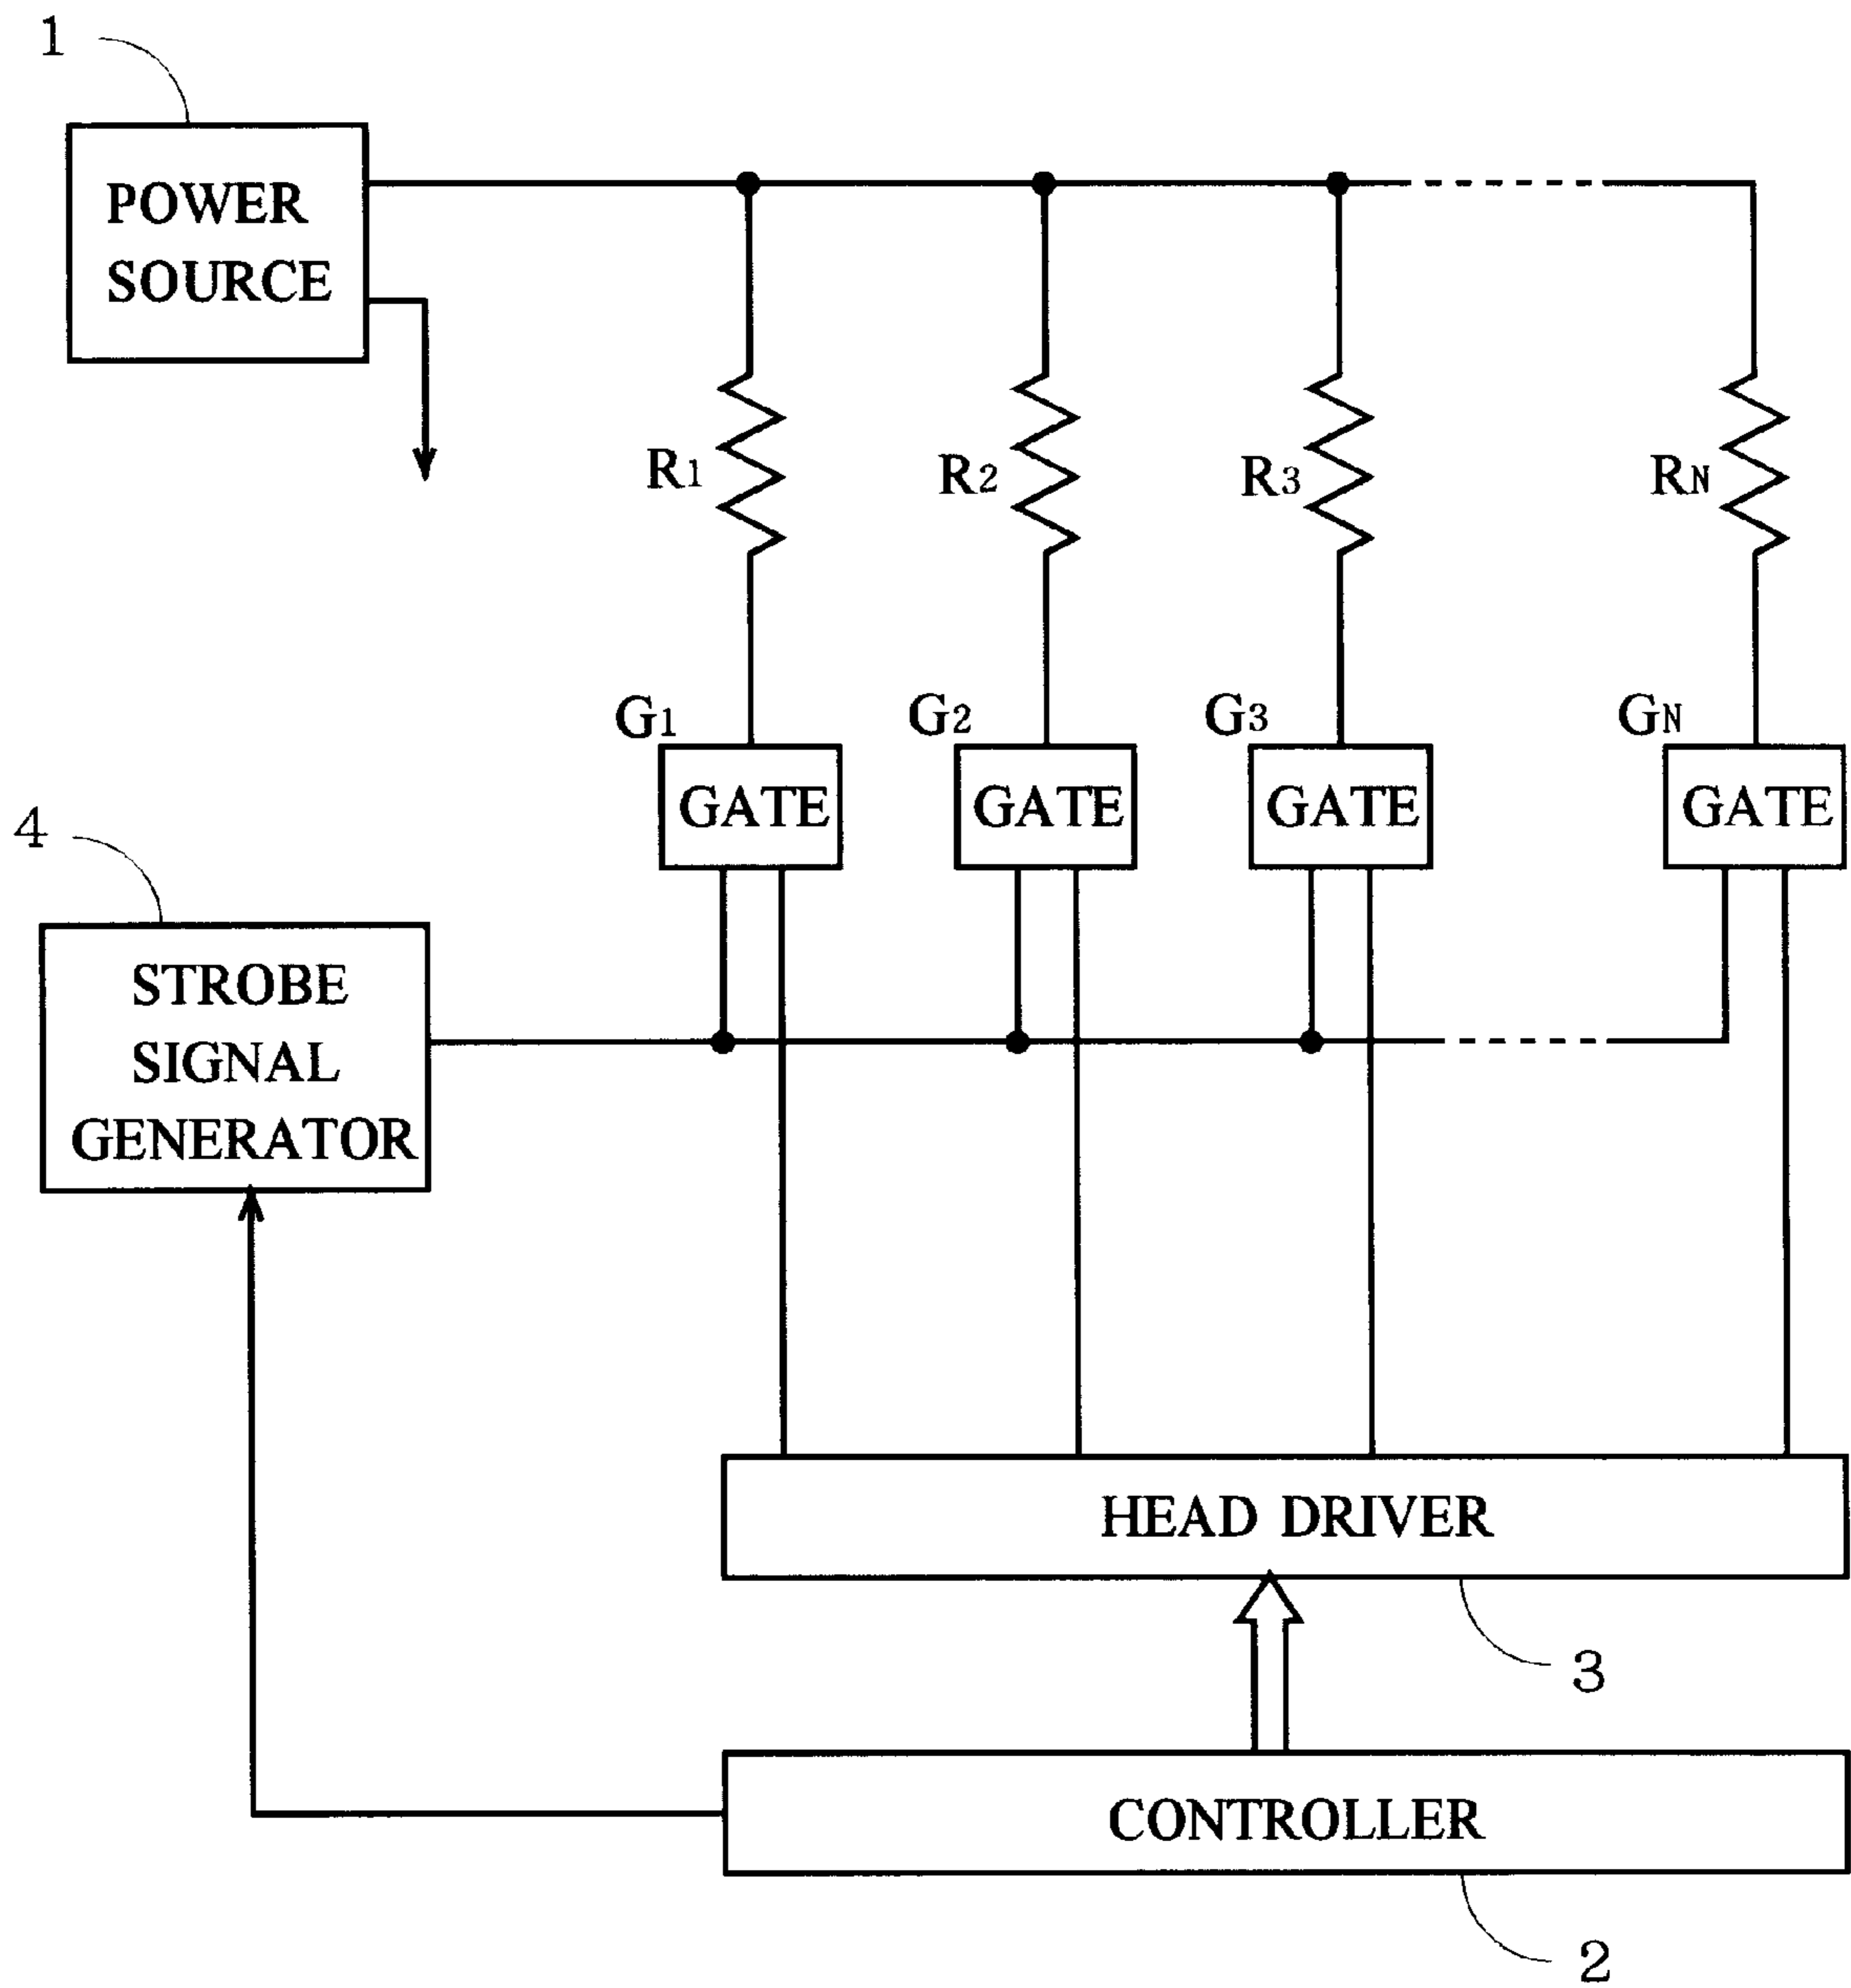 1
POWER
SOURCE
R1
R2
R3
RN
G1
G2
G3
GN
GATE
GATE
GATE
GATE
4
STROBE
SIGNAL
GENERATOR
HEAD DRIVER
3
CONTROLLER
2